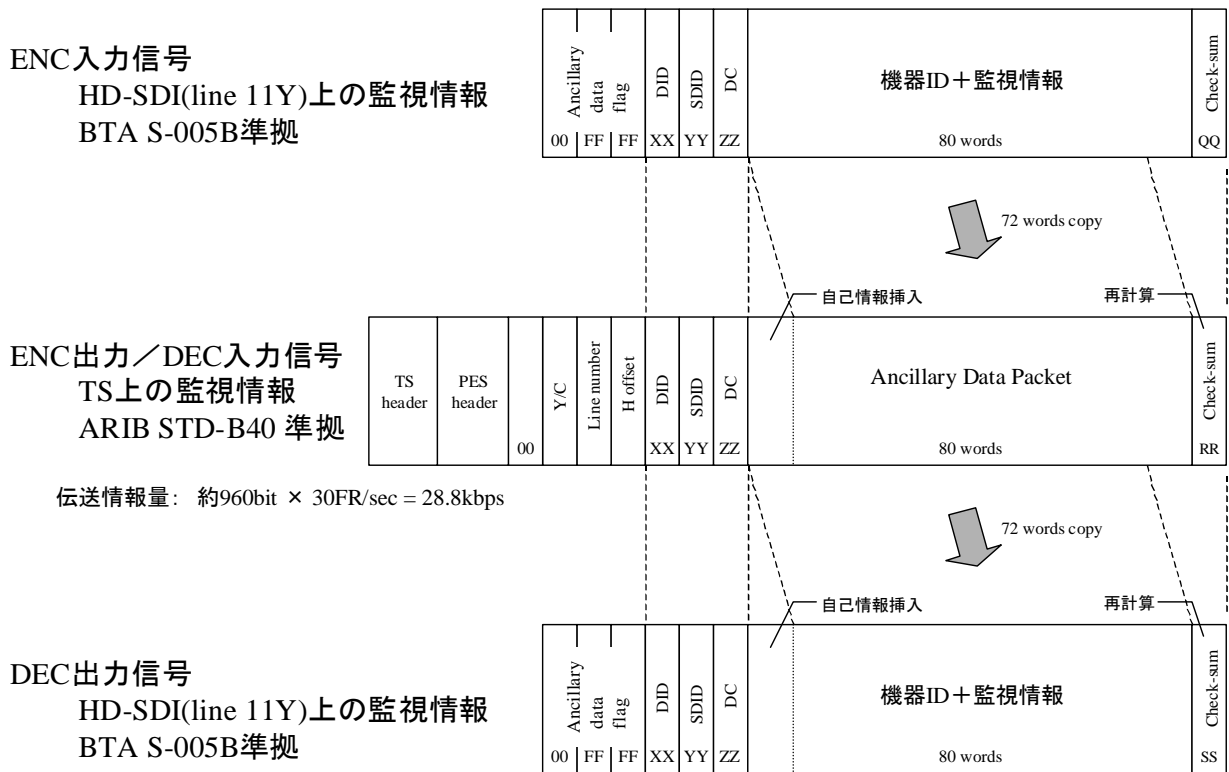 ENC入力信号
HD-SDI(line 11Y)上の監視情報
BTA S-005B準拠
Ancillary
data
flag
DID
SDID
DC
機器ID＋監視情報
Check-sum
00 FF FF XX YY ZZ 80 words QQ
72 words copy
自己情報挿入
再計算
ENC出力／DEC入力信号
TS上の監視情報
ARIB STD-B40 準拠
TS
header
PES
header
Y/C
Line number
H offset
DID
SDID
DC
Ancillary Data Packet
Check-sum
00 XX YY ZZ 80 words RR
伝送情報量： 約960bit × 30FR/sec = 28.8kbps
72 words copy
自己情報挿入
再計算
DEC出力信号
HD-SDI(line 11Y)上の監視情報
BTA S-005B準拠
Ancillary
data
flag
DID
SDID
DC
機器ID＋監視情報
Check-sum
00 FF FF XX YY ZZ 80 words SS